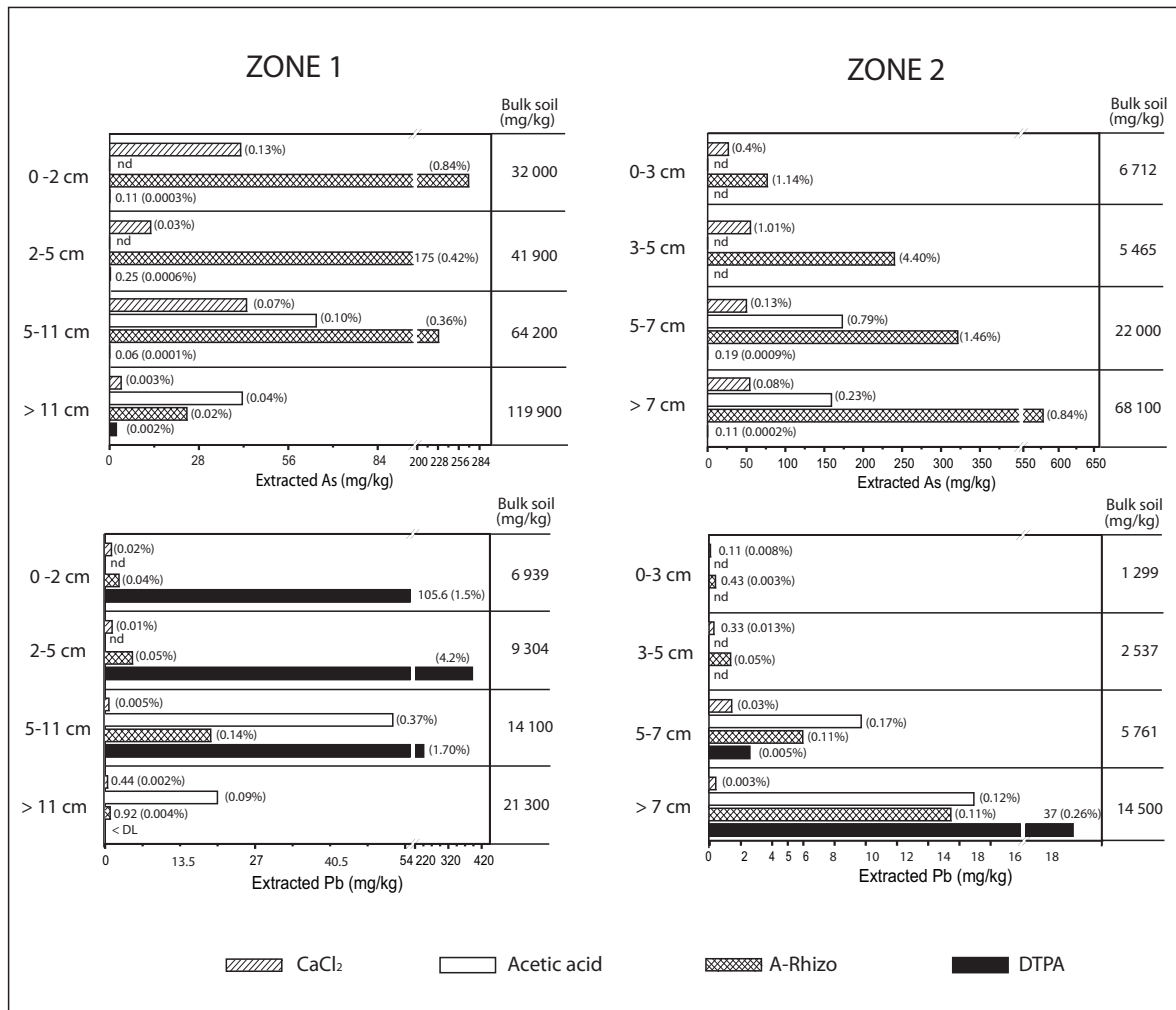 ZONE 1
ZONE 2
Bulk soil
(mg/kg)
0 -2 cm
(0.13%)
nd
(0.84%)
0.11 (0.0003%)
32 000
2-5 cm
(0.03%)
nd
175 (0.42%)
0.25 (0.0006%)
41 900
5-11 cm
(0.07%)
(0.10%)
(0.36%)
0.06 (0.0001%)
64 200
> 11 cm
(0.003%)
(0.04%)
(0.02%)
(0.002%)
119 900
0 28 56 84 200 228 256 284
Extracted As (mg/kg)
Bulk soil
(mg/kg)
0-3 cm
(0.4%)
nd
(1.14%)
nd
6 712
3-5 cm
(1.01%)
nd
(4.40%)
nd
5 465
5-7 cm
(0.13%)
(0.79%)
(1.46%)
0.19 (0.0009%)
22 000
> 7 cm
(0.08%)
(0.23%)
(0.84%)
0.11 (0.0002%)
68 100
0 50 100 150 200 250 300 350 550 600 650
Extracted As (mg/kg)
Bulk soil
(mg/kg)
0 -2 cm
(0.02%)
nd
(0.04%)
105.6 (1.5%)
6 939
2-5 cm
(0.01%)
nd
(0.05%)
(4.2%)
9 304
5-11 cm
(0.005%)
(0.37%)
(0.14%)
(1.70%)
14 100
> 11 cm
0.44 (0.002%)
(0.09%)
0.92 (0.004%)
< DL
21 300
0 13.5 27 40.5 54 220 320 420
Extracted Pb (mg/kg)
Bulk soil
(mg/kg)
0-3 cm
0.11 (0.008%)
nd
0.43 (0.003%)
nd
1 299
3-5 cm
0.33 (0.013%)
nd
(0.05%)
nd
2 537
5-7 cm
(0.03%)
(0.17%)
(0.11%)
(0.005%)
5 761
> 7 cm
(0.003%)
(0.12%)
(0.11%)
37 (0.26%)
14 500
0 2 4 5 6 8 10 12 14 18 16 18
Extracted Pb (mg/kg)
CaCl₂
Acetic acid
A-Rhizo
DTPA